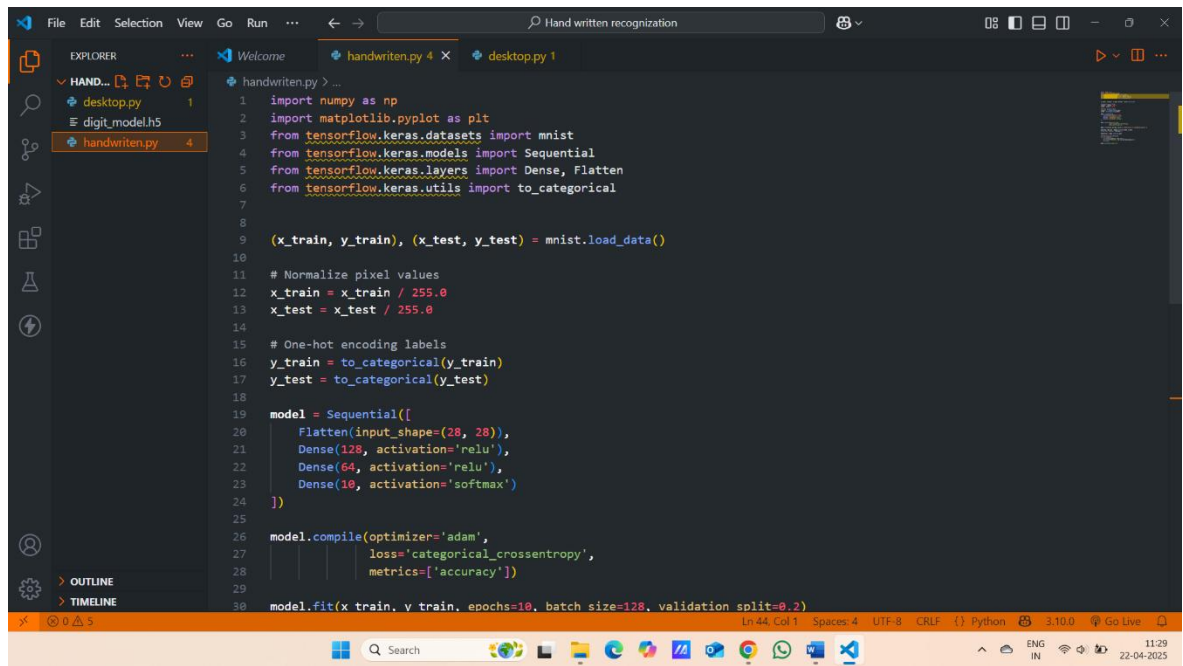 File Edit Selection View Go Run ... Hand written recognization
EXPLORER ...
HAND...
desktop.py 1
digit_model.h5
handwriten.py 4
OUTLINE
TIMELINE
Welcome handwriten.py 4 desktop.py 1
handwriten.py > ...
1 import numpy as np
2 import matplotlib.pyplot as plt
3 from tensorflow.keras.datasets import mnist
4 from tensorflow.keras.models import Sequential
5 from tensorflow.keras.layers import Dense, Flatten
6 from tensorflow.keras.utils import to_categorical
7
8
9 (x_train, y_train), (x_test, y_test) = mnist.load_data()
10
11 # Normalize pixel values
12 x_train = x_train / 255.0
13 x_test = x_test / 255.0
14
15 # One-hot encoding labels
16 y_train = to_categorical(y_train)
17 y_test = to_categorical(y_test)
18
19 model = Sequential([
20 Flatten(input_shape=(28, 28)),
21 Dense(128, activation='relu'),
22 Dense(64, activation='relu'),
23 Dense(10, activation='softmax')
24 ])
25
26 model.compile(optimizer='adam',
27 loss='categorical_crossentropy',
28 metrics=['accuracy'])
29
30 model.fit(x_train, y_train, epochs=10, batch_size=128, validation_split=0.2)
0 5 Ln 44, Col 1 Spaces: 4 UTF-8 CRLF {} Python 3.10.0 Go Live
Search ENG 11:29
IN 22-04-2025